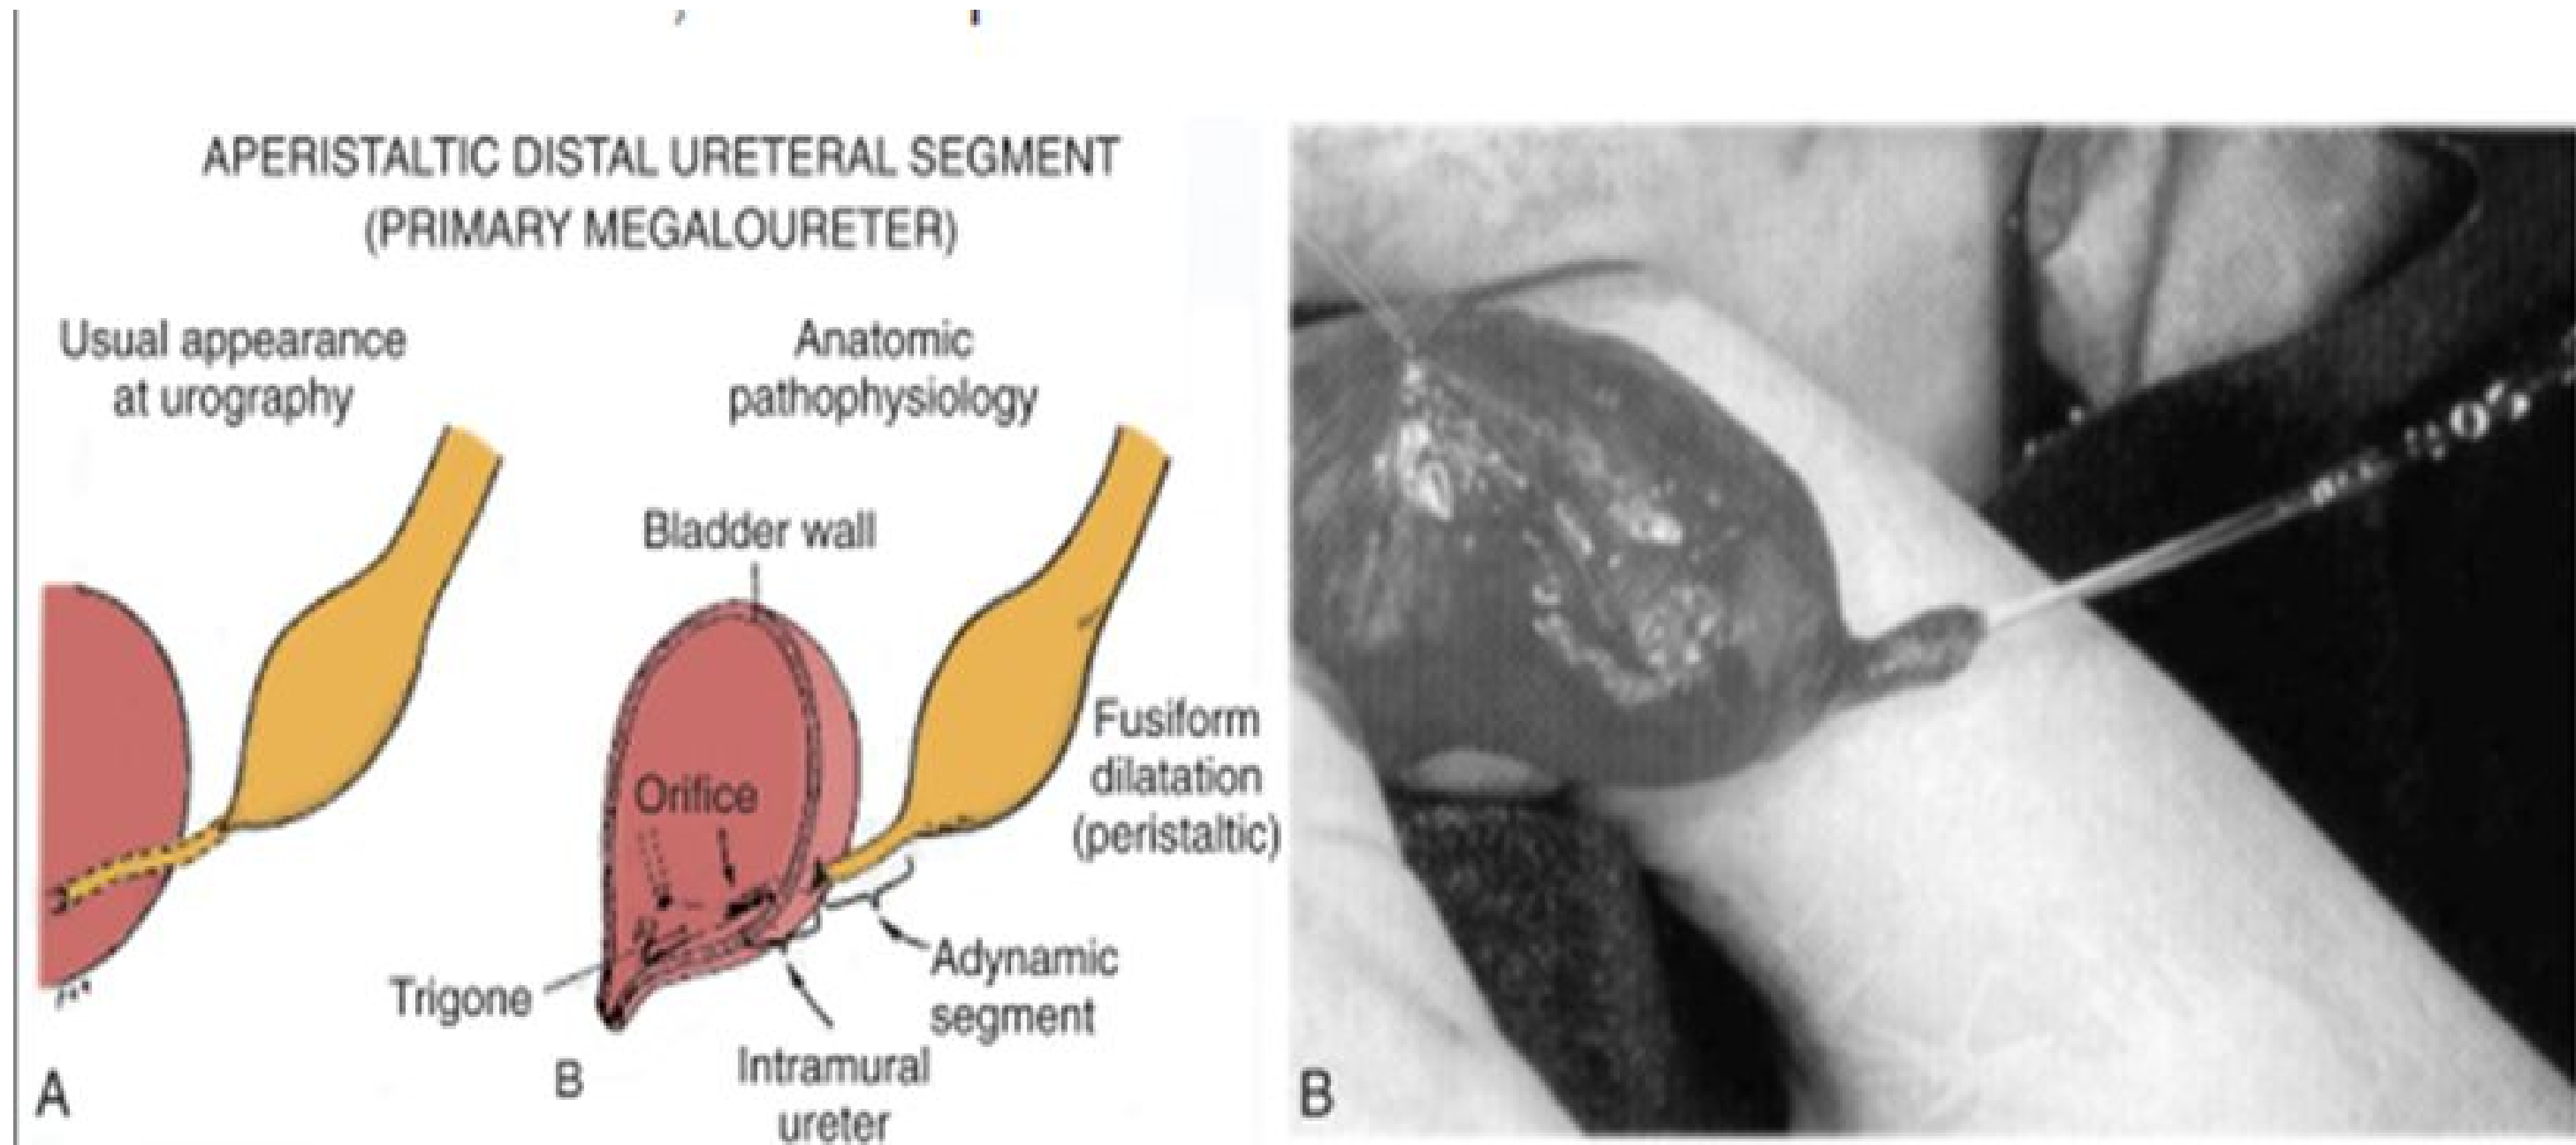 APERISTALTIC DISTAL URETERAL SEGMENT
(PRIMARY MEGALOURETER)
Usual appearance
at urography
Anatomic
pathophysiology
Bladder wall
Orifice
Fusiform
dilatation
(peristaltic)
Trigone
Adynamic
segment
Intramural
ureter
A
B
B